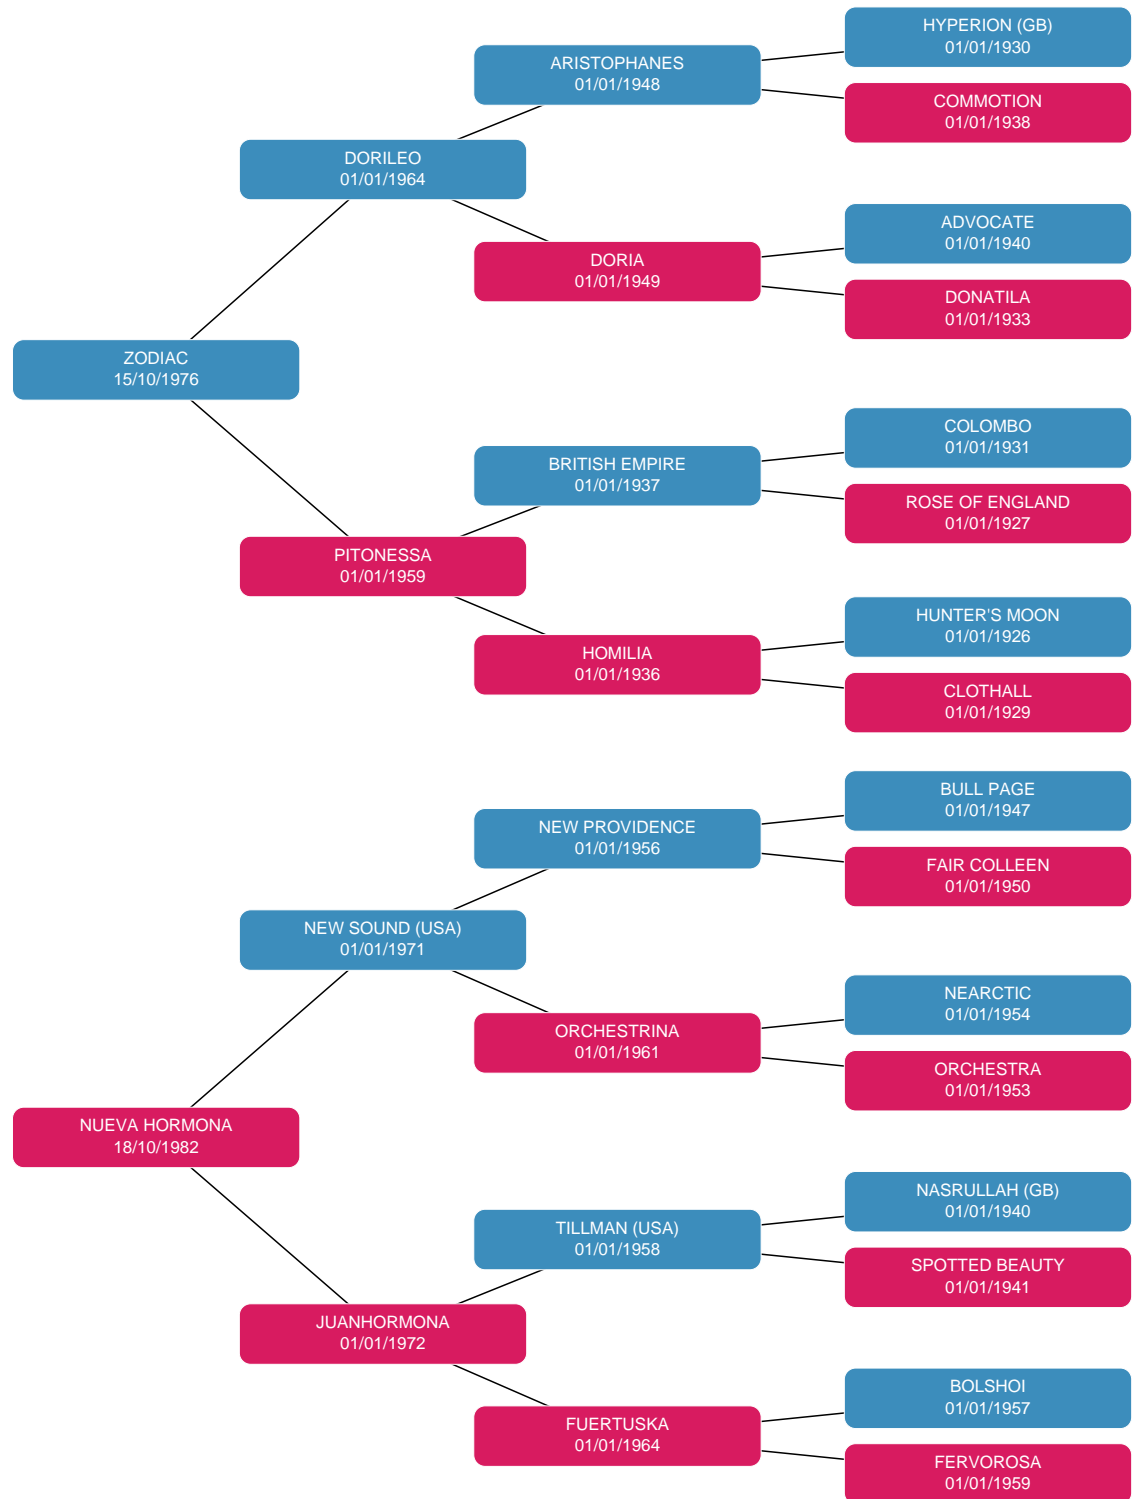 HYPERION (GB)
01/01/1930
ARISTOPHANES
01/01/1948
COMMOTION
01/01/1938
DORILEO
01/01/1964
ADVOCATE
01/01/1940
DORIA
01/01/1949
DONATILA
01/01/1933
ZODIAC
15/10/1976
COLOMBO
01/01/1931
BRITISH EMPIRE
01/01/1937
ROSE OF ENGLAND
01/01/1927
PITONESSA
01/01/1959
HUNTER'S MOON
01/01/1926
HOMILIA
01/01/1936
CLOTHALL
01/01/1929
BULL PAGE
01/01/1947
NEW PROVIDENCE
01/01/1956
FAIR COLLEEN
01/01/1950
NEW SOUND (USA)
01/01/1971
NEARCTIC
01/01/1954
ORCHESTRINA
01/01/1961
ORCHESTRA
01/01/1953
NUEVA HORMONA
18/10/1982
NASRULLAH (GB)
01/01/1940
TILLMAN (USA)
01/01/1958
SPOTTED BEAUTY
01/01/1941
JUANHORMONA
01/01/1972
BOLSHOI
01/01/1957
FUERTUSKA
01/01/1964
FERVOROSA
01/01/1959